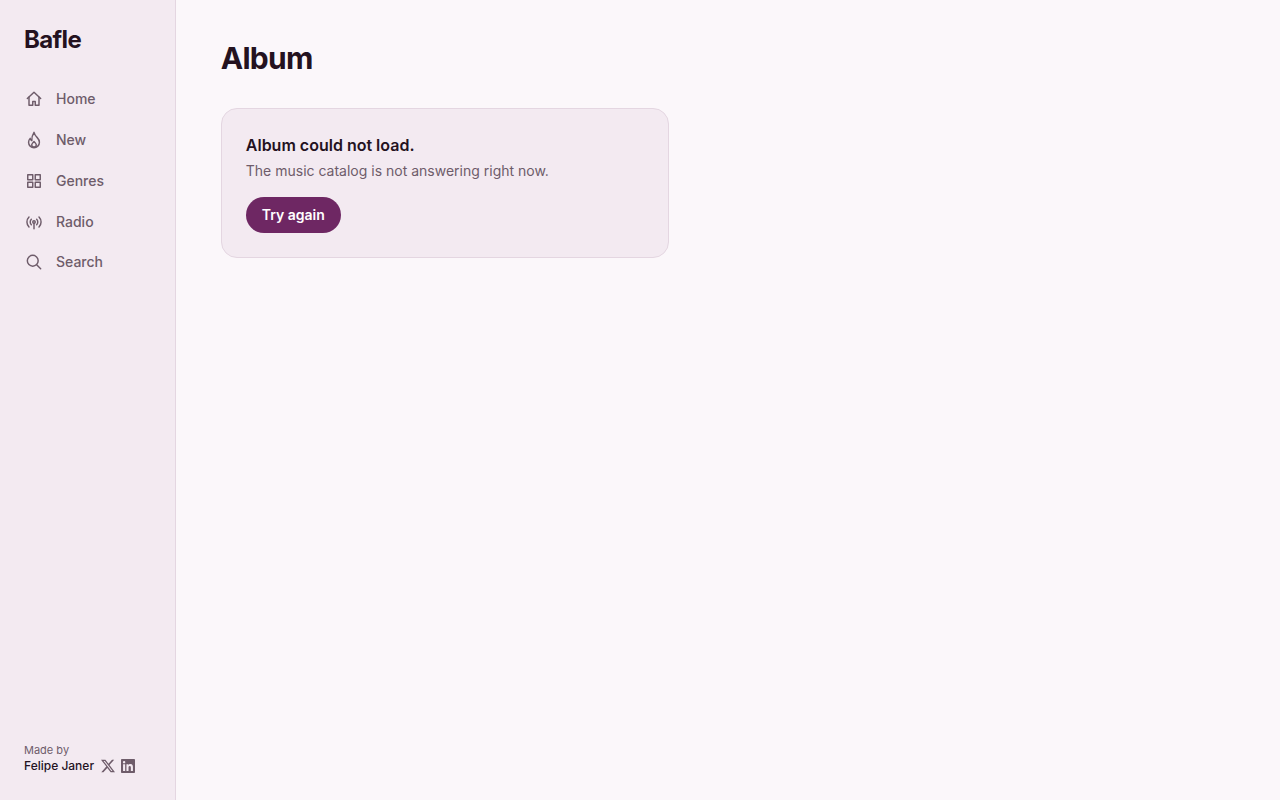 Bafle
Home
New
Genres
Radio
Search
Made by
Felipe Janer
Album
Album could not load.
The music catalog is not answering right now.
Try again